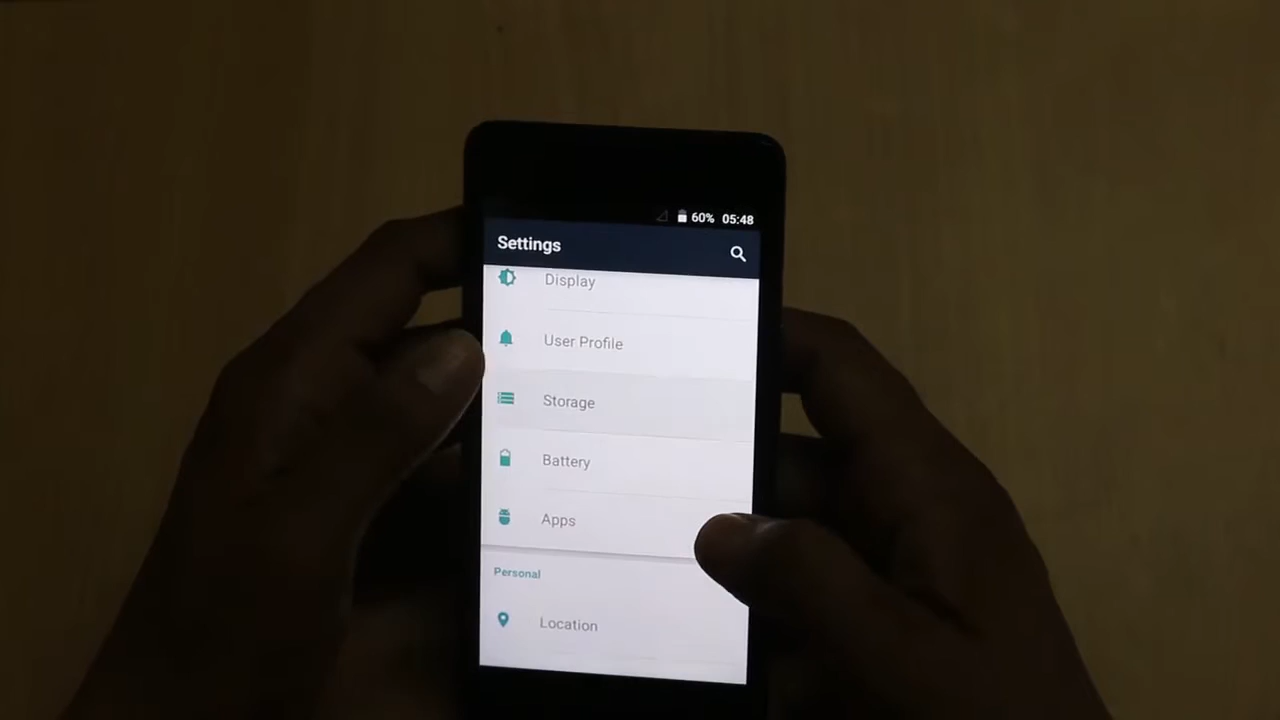 60% 05:48
Settings
Display
User Profile
Storage
Battery
Apps
Personal
Location